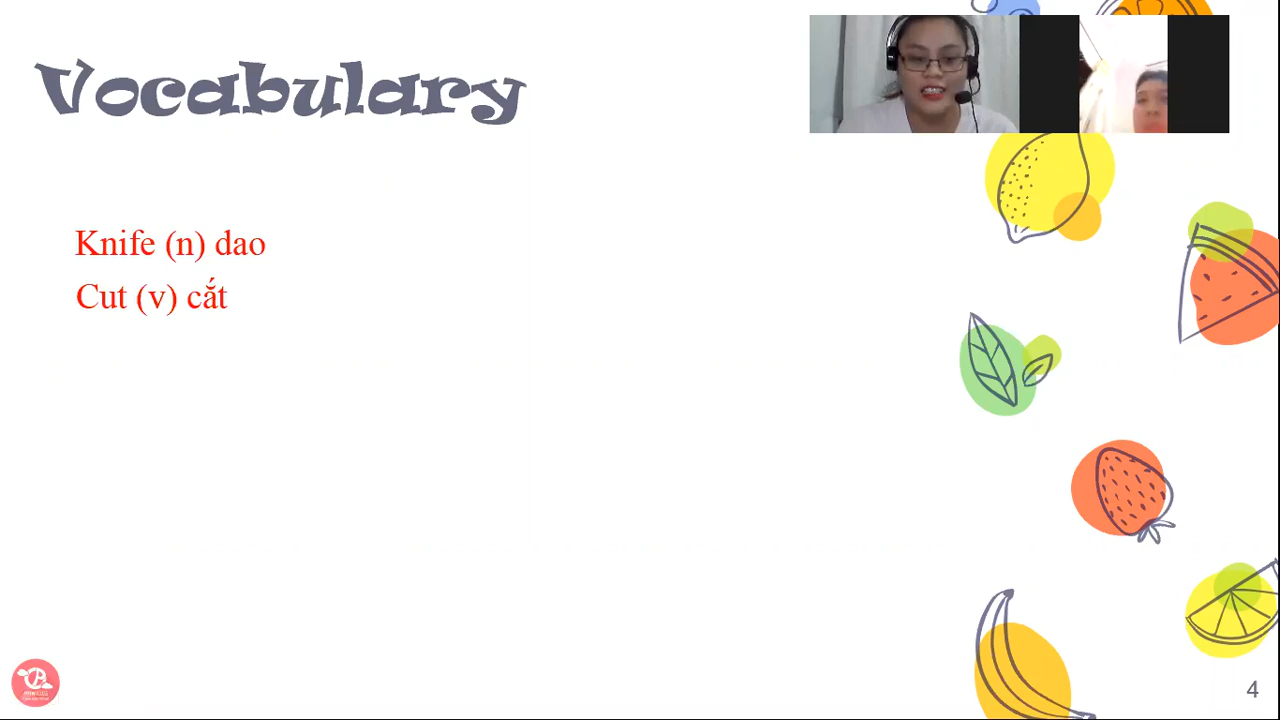 Vocabulary
Knife (n) dao
Cut (v) cắt
4